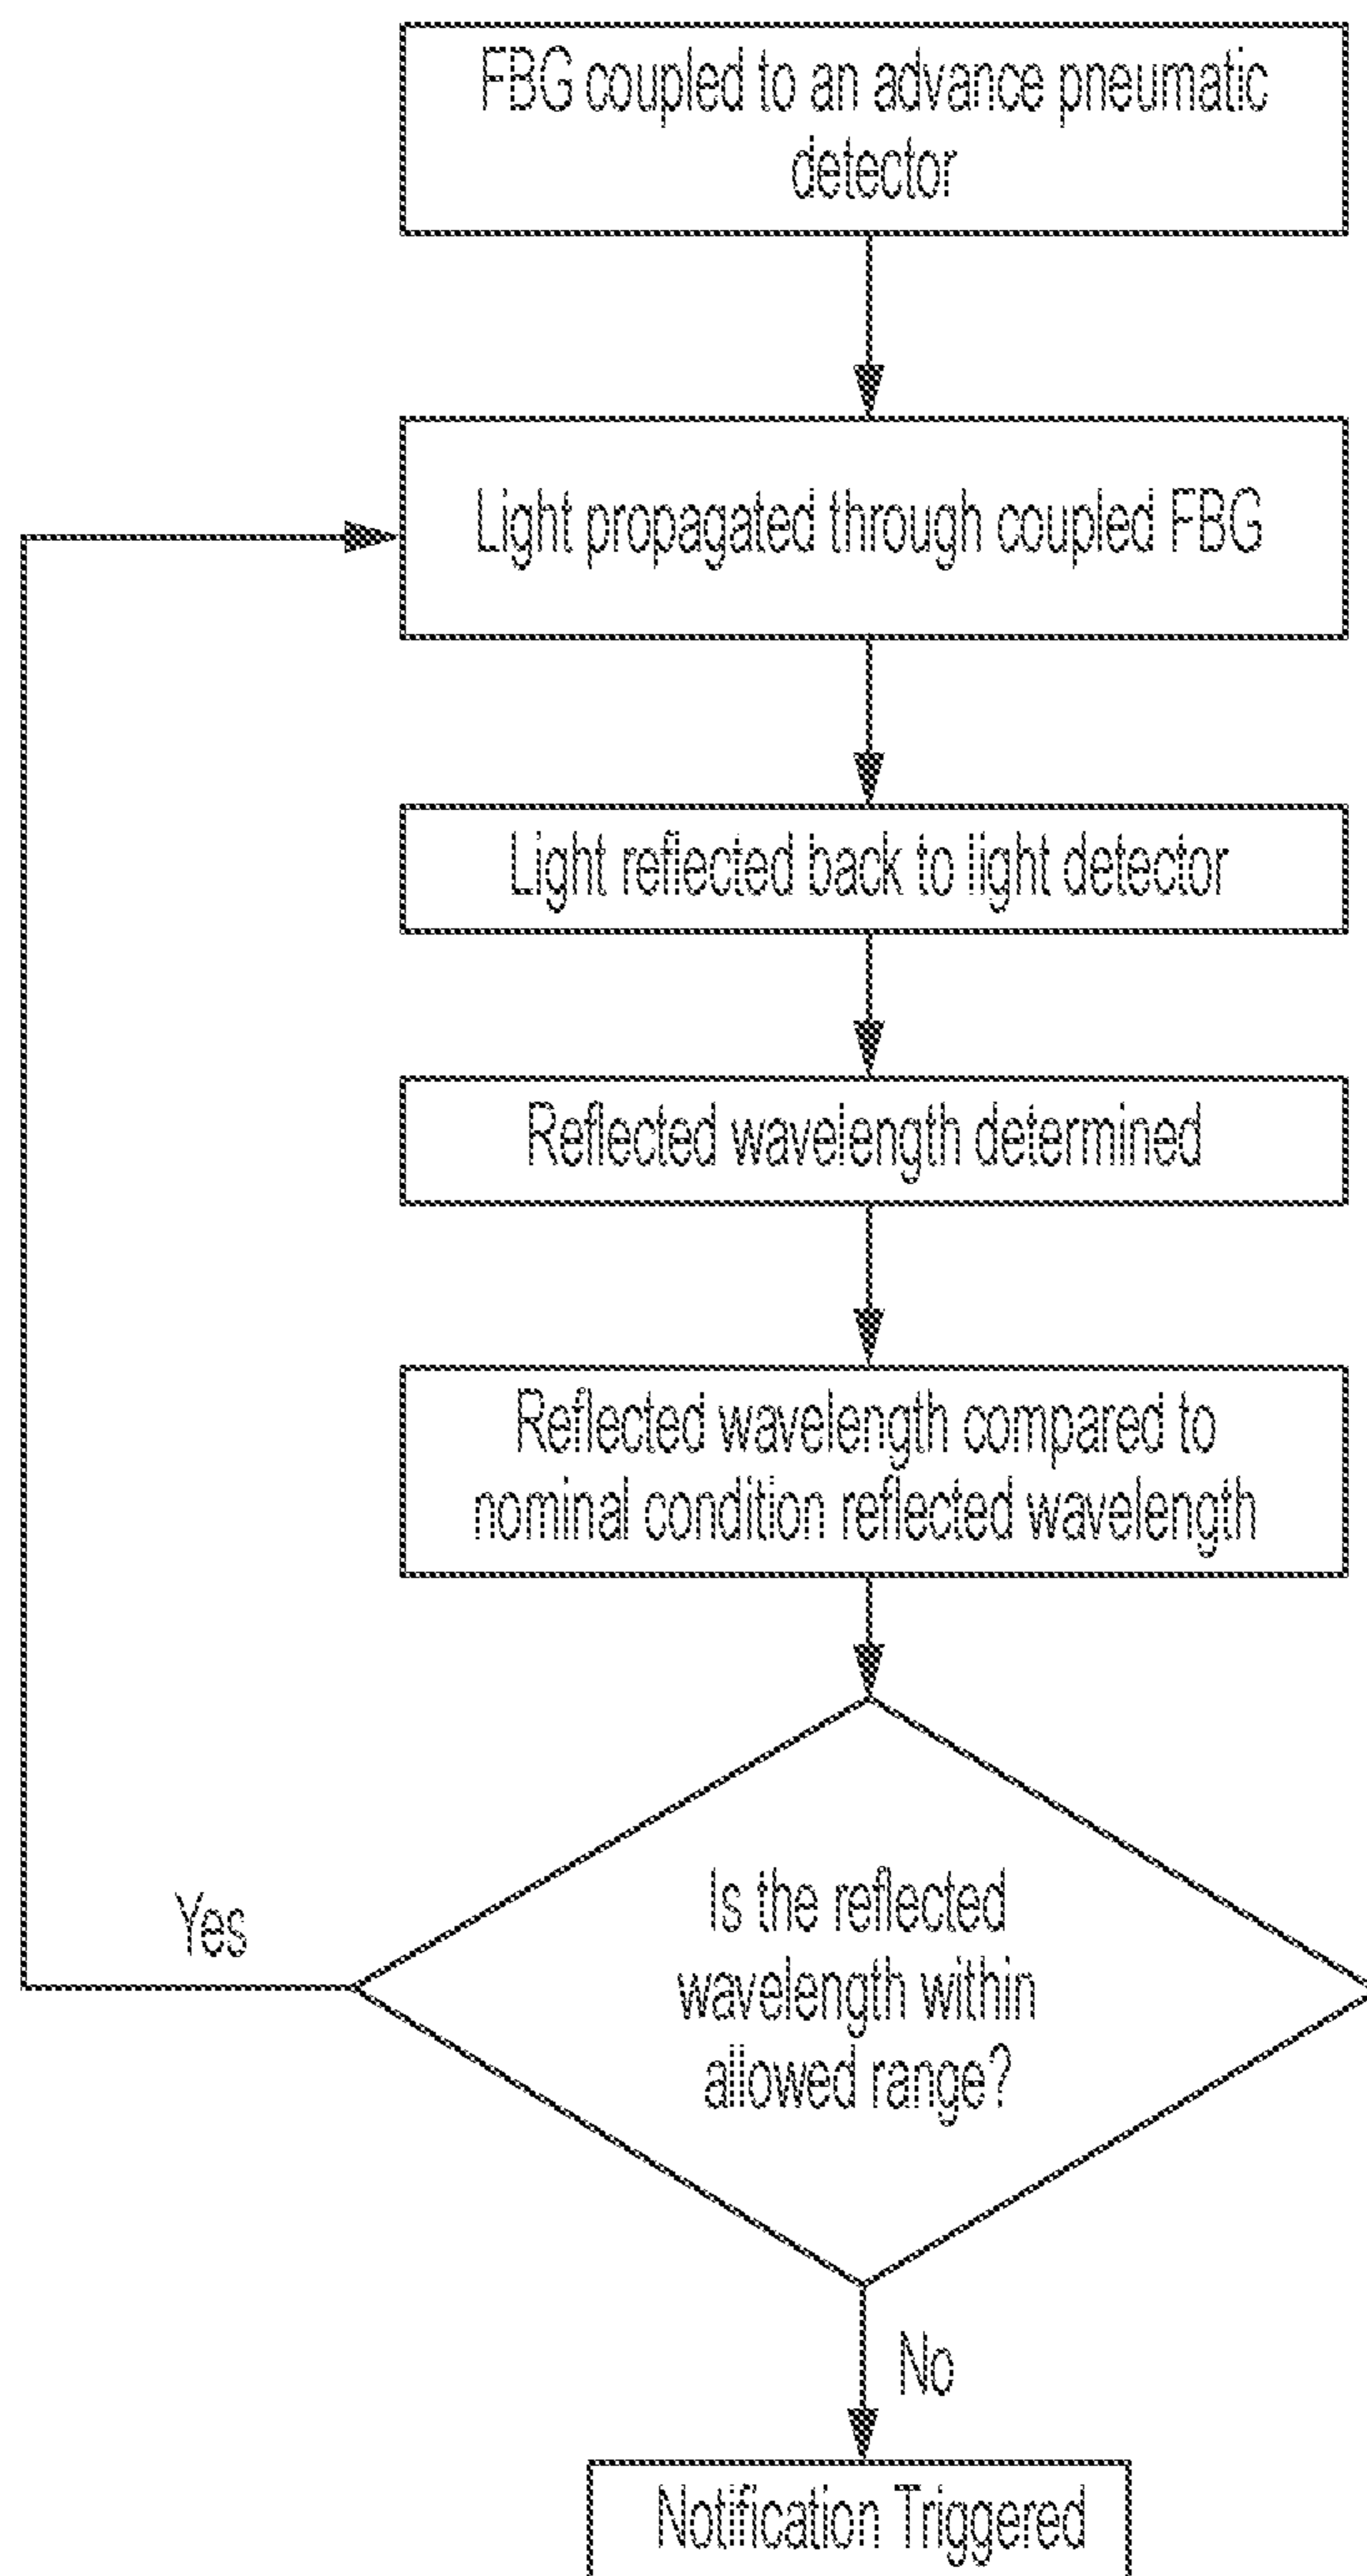 FBG coupled to an advance pneumatic
detector
Light propagated through coupled FBG
Light reflected back to light detector
Reflected wavelength determined
Reflected wavelength compared to
nominal condition reflected wavelength
Is the reflected
wavelength within
allowed range?
Yes
No
Notification Triggered